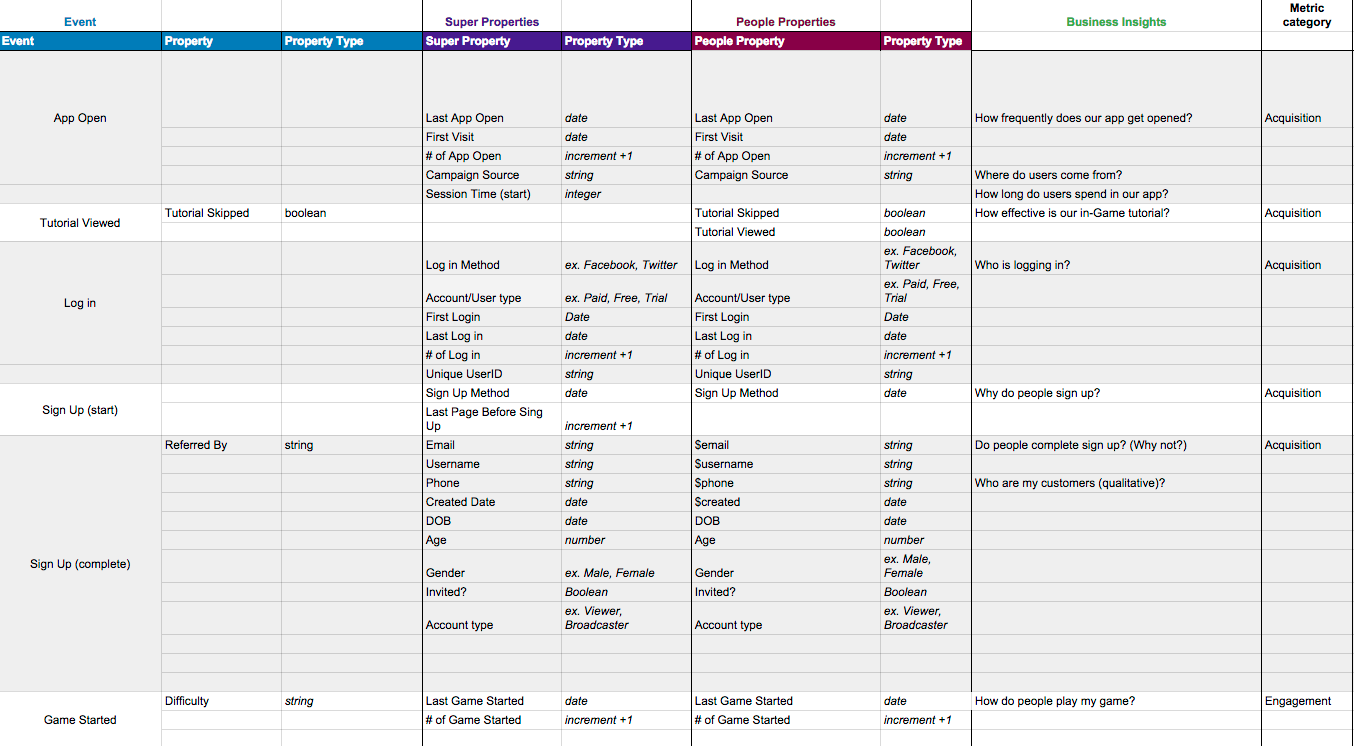 Event Super Properties People Properties Business Insights Metric category
Event Property Property Type Super Property Property Type People Property Property Type
App Open Last App Open date Last App Open date How frequently does our app get opened? Acquisition
First Visit date First Visit date
# of App Open increment +1 # of App Open increment +1
Campaign Source string Campaign Source string Where do users come from?
Session Time (start) integer How long do users spend in our app?
Tutorial Viewed Tutorial Skipped boolean Tutorial Skipped boolean How effective is our in-Game tutorial? Acquisition
Tutorial Viewed boolean
Log in Log in Method ex. Facebook, Twitter Log in Method ex. Facebook, Twitter Who is logging in? Acquisition
Account/User type ex. Paid, Free, Trial Account/User type ex. Paid, Free, Trial
First Login Date First Login Date
Last Log in date Last Log in date
# of Log in increment +1 # of Log in increment +1
Unique UserID string Unique UserID string
Sign Up (start) Sign Up Method date Sign Up Method date Why do people sign up? Acquisition
Last Page Before Sing Up increment +1
Sign Up (complete) Referred By string Email string $email string Do people complete sign up? (Why not?) Acquisition
Username string $username string
Phone string $phone string Who are my customers (qualitative)?
Created Date date $created date
DOB date DOB date
Age number Age number
Gender ex. Male, Female Gender ex. Male, Female
Invited? Boolean Invited? Boolean
Account type ex. Viewer, Broadcaster Account type ex. Viewer, Broadcaster
Game Started Difficulty string Last Game Started date Last Game Started date How do people play my game? Engagement
# of Game Started increment +1 # of Game Started increment +1